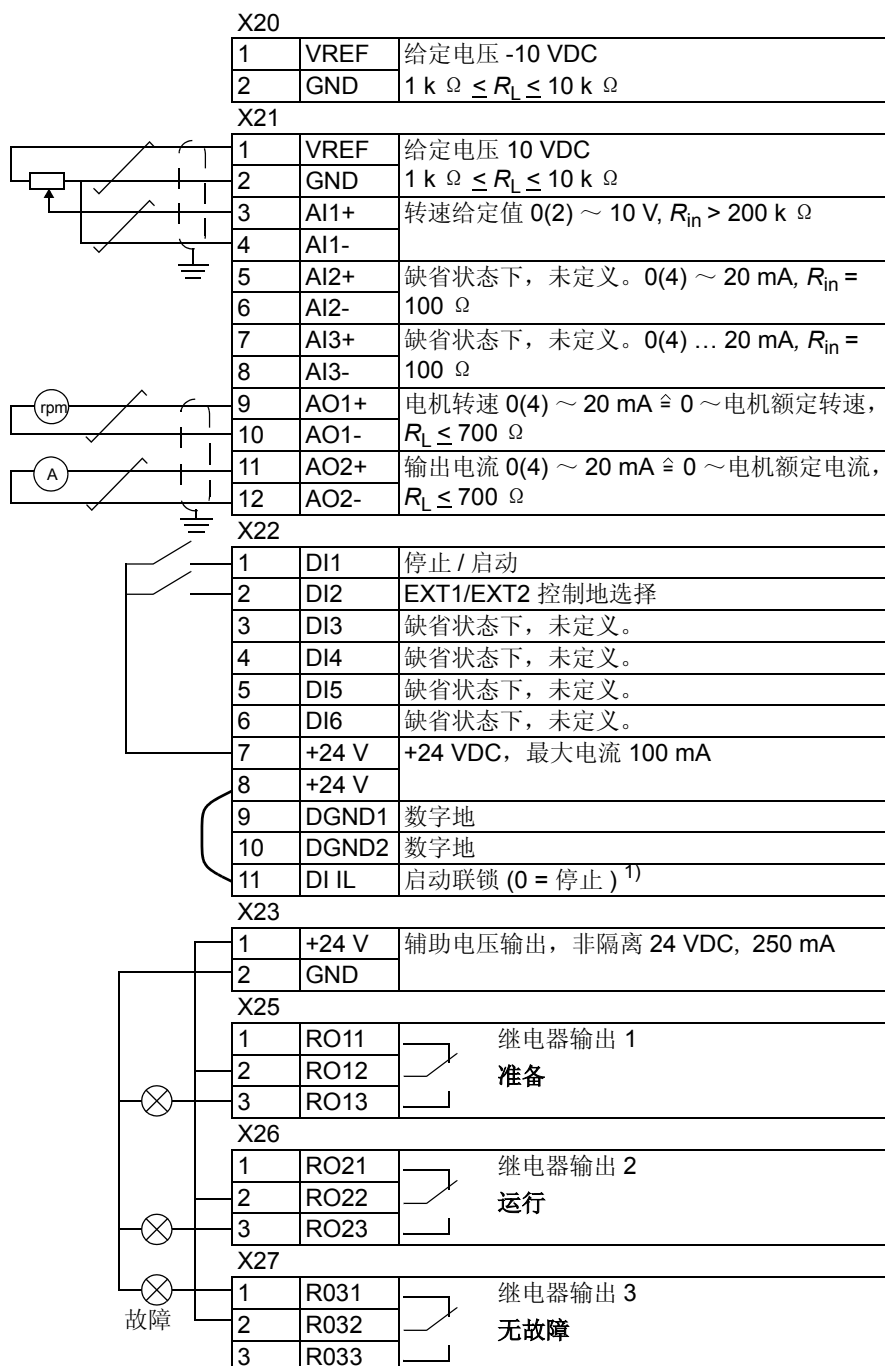 X20
1 VREF 给定电压 -10 VDC
2 GND 1 k Ω ≤ RL ≤ 10 k Ω
X21
1 VREF 给定电压 10 VDC
2 GND 1 k Ω ≤ RL ≤ 10 k Ω
3 AI1+ 转速给定值 0(2) ～ 10 V, Rin > 200 k Ω
4 AI1-
5 AI2+ 缺省状态下，未定义。0(4) ～ 20 mA, Rin =
6 AI2- 100 Ω
7 AI3+ 缺省状态下，未定义。0(4) … 20 mA, Rin =
8 AI3- 100 Ω
rpm 9 AO1+ 电机转速 0(4) ～ 20 mA ≙ 0 ～电机额定转速，
10 AO1- RL ≤ 700 Ω
A 11 AO2+ 输出电流 0(4) ～ 20 mA ≙ 0 ～电机额定电流，
12 AO2- RL ≤ 700 Ω
X22
1 DI1 停止 / 启动
2 DI2 EXT1/EXT2 控制地选择
3 DI3 缺省状态下，未定义。
4 DI4 缺省状态下，未定义。
5 DI5 缺省状态下，未定义。
6 DI6 缺省状态下，未定义。
7 +24 V +24 VDC，最大电流 100 mA
8 +24 V
9 DGND1 数字地
10 DGND2 数字地
11 DI IL 启动联锁 (0 = 停止 ) 1)
X23
1 +24 V 辅助电压输出，非隔离 24 VDC, 250 mA
2 GND
X25
1 RO11 继电器输出 1
2 RO12 准备
3 RO13
X26
1 RO21 继电器输出 2
2 RO22 运行
3 RO23
X27
1 R031 继电器输出 3
故障 2 R032 无故障
3 R033